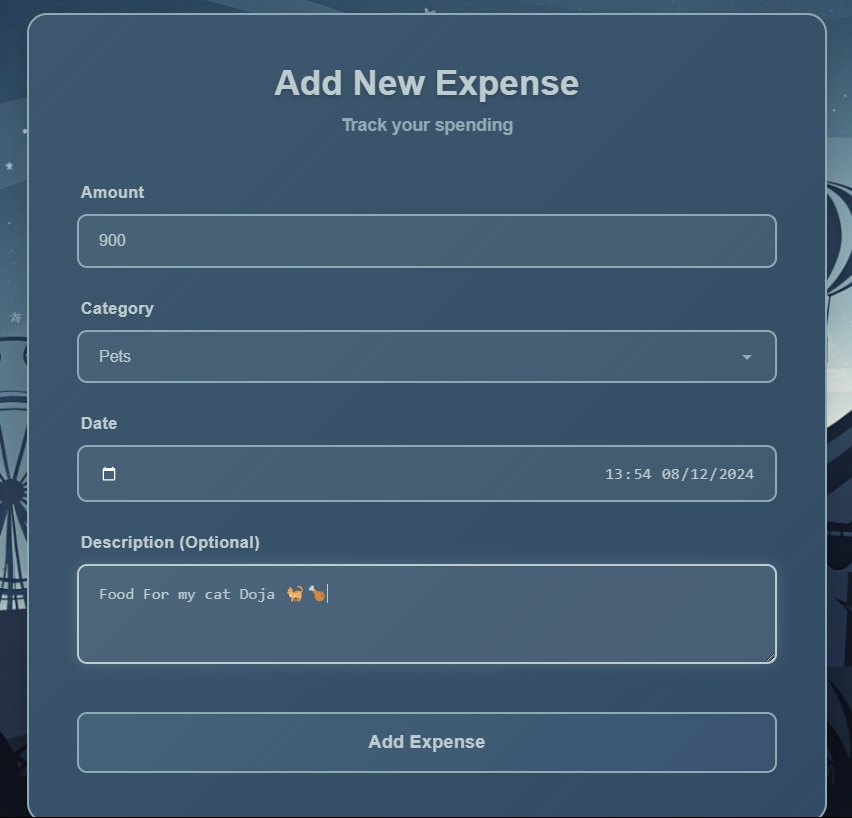 Add New Expense
Track your spending
Amount
900
Category
Pets
Date
13:54 08/12/2024
Description (Optional)
Food For my cat Doja 🐈🍗
Add Expense